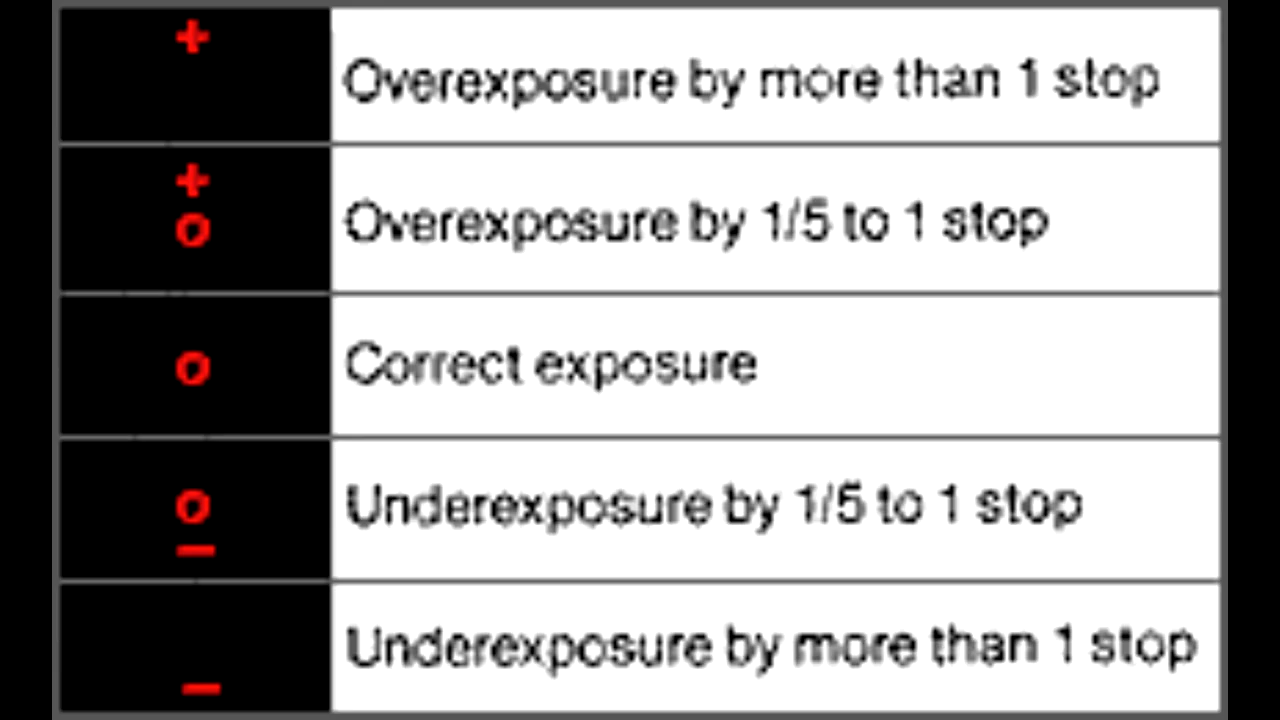 +
Overexposure by more than 1 stop
+
o
Overexposure by 1/5 to 1 stop
o
Correct exposure
o
–
Underexposure by 1/5 to 1 stop
–
Underexposure by more than 1 stop